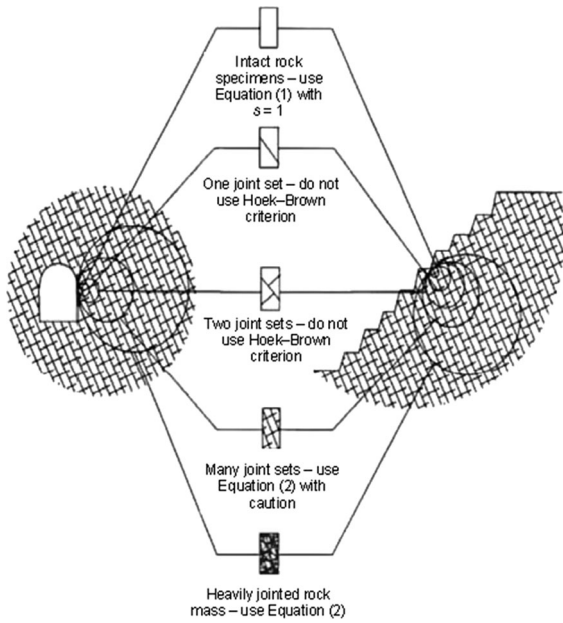 Intact rock
specimens – use
Equation (1) with
s = 1
One joint set – do not
use Hoek–Brown
criterion
Two joint sets – do not
use Hoek–Brown
criterion
Many joint sets – use
Equation (2) with
caution
Heavily jointed rock
mass – use Equation (2)